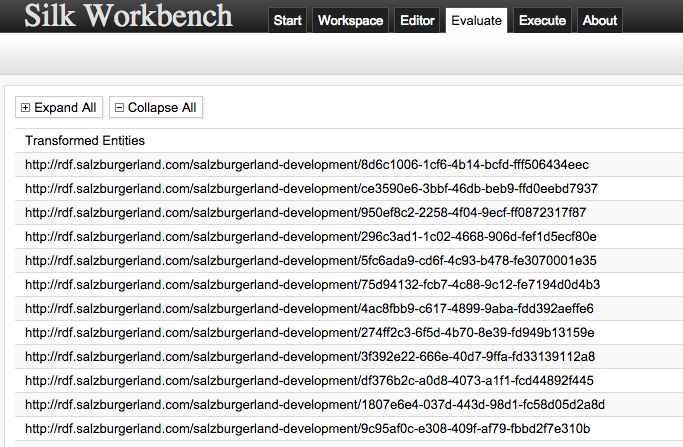 Silk Workbench Start Workspace Editor Evaluate Execute About
Expand All Collapse All
Transformed Entities
http://rdf.salzburgerland.com/salzburgerland-development/8d6c1006-1cf6-4b14-bcfd-fff506434eec
http://rdf.salzburgerland.com/salzburgerland-development/ce3590e6-3bbf-46db-beb9-ffd0eebd7937
http://rdf.salzburgerland.com/salzburgerland-development/950ef8c2-2258-4f04-9ecf-ff0872317f87
http://rdf.salzburgerland.com/salzburgerland-development/296c3ad1-1c02-4668-906d-fef1d5ecf80e
http://rdf.salzburgerland.com/salzburgerland-development/5fc6ada9-cd6f-4c93-b478-fe3070001e35
http://rdf.salzburgerland.com/salzburgerland-development/75d94132-fcb7-4c88-9c12-fe7194d0d4b3
http://rdf.salzburgerland.com/salzburgerland-development/4ac8fbb9-c617-4899-9aba-fdd392aeffe6
http://rdf.salzburgerland.com/salzburgerland-development/274ff2c3-6f5d-4b70-8e39-fd949b13159e
http://rdf.salzburgerland.com/salzburgerland-development/3f392e22-666e-40d7-9ffa-fd33139112a8
http://rdf.salzburgerland.com/salzburgerland-development/df376b2c-a0d8-4073-a1f1-fcd44892f445
http://rdf.salzburgerland.com/salzburgerland-development/1807e6e4-037d-443d-98d1-fc58d05d2a8d
http://rdf.salzburgerland.com/salzburgerland-development/9c95af0c-e308-409f-af79-fbbd2f7e310b